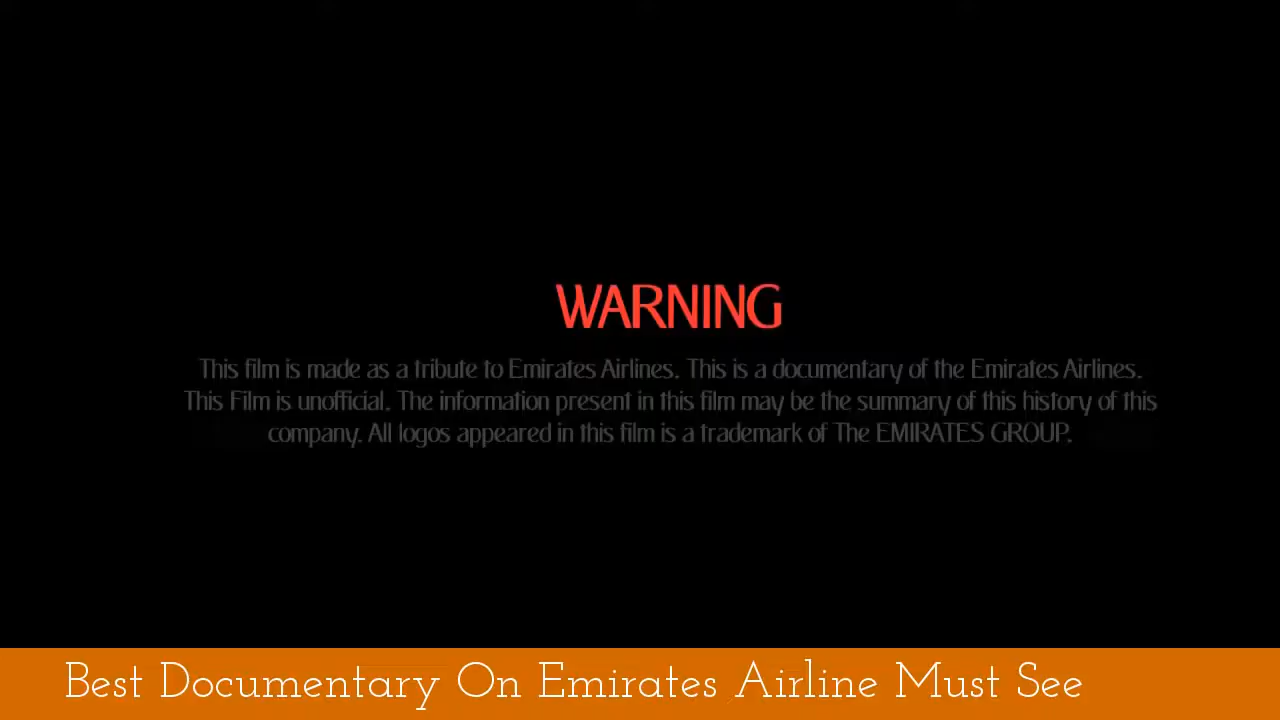 WARNING
This film is made as a tribute to Emirates Airlines. This is a documentary of the Emirates Airlines.
This Film is unofficial. The information present in this film may be the summary of this history of this
company. All logos appeared in this film is a trademark of The EMIRATES GROUP.
Best Documentary On Emirates Airline Must See